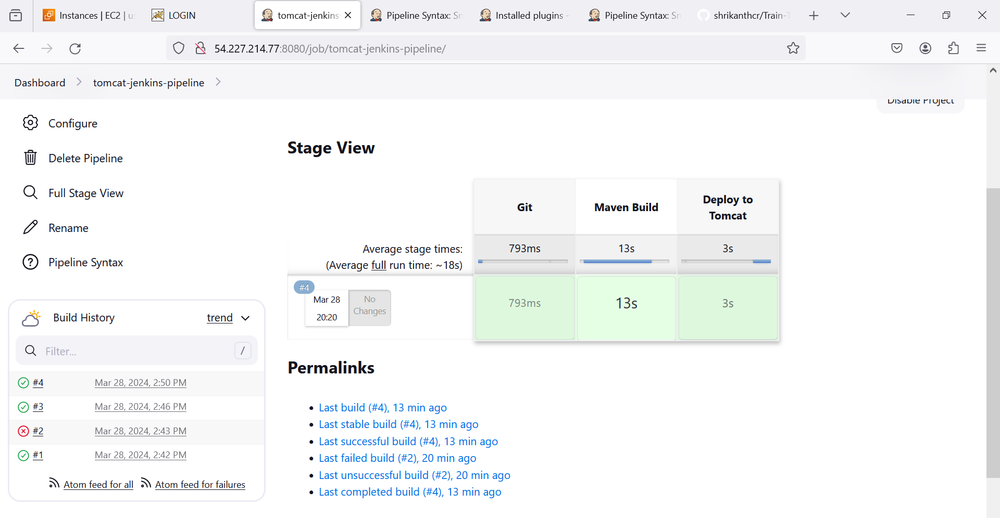 Instances | EC2 | us
LOGIN
tomcat-jenkins-
Pipeline Syntax: Sn
Installed plugins -
Pipeline Syntax: Sn
shrikanthcr/Train-T
54.227.214.77:8080/job/tomcat-jenkins-pipeline/
Dashboard
tomcat-jenkins-pipeline
Disable Project
Configure
Delete Pipeline
Full Stage View
Rename
Pipeline Syntax
Build History
trend
Filter...
/
#4 Mar 28, 2024, 2:50 PM
#3 Mar 28, 2024, 2:46 PM
#2 Mar 28, 2024, 2:43 PM
#1 Mar 28, 2024, 2:42 PM
Atom feed for all
Atom feed for failures
Stage View
Git
Maven Build
Deploy to
Tomcat
Average stage times:
(Average full run time: ~18s)
793ms
13s
3s
#4
Mar 28
20:20
No
Changes
793ms
13s
3s
Permalinks
Last build (#4), 13 min ago
Last stable build (#4), 13 min ago
Last successful build (#4), 13 min ago
Last failed build (#2), 20 min ago
Last unsuccessful build (#2), 20 min ago
Last completed build (#4), 13 min ago